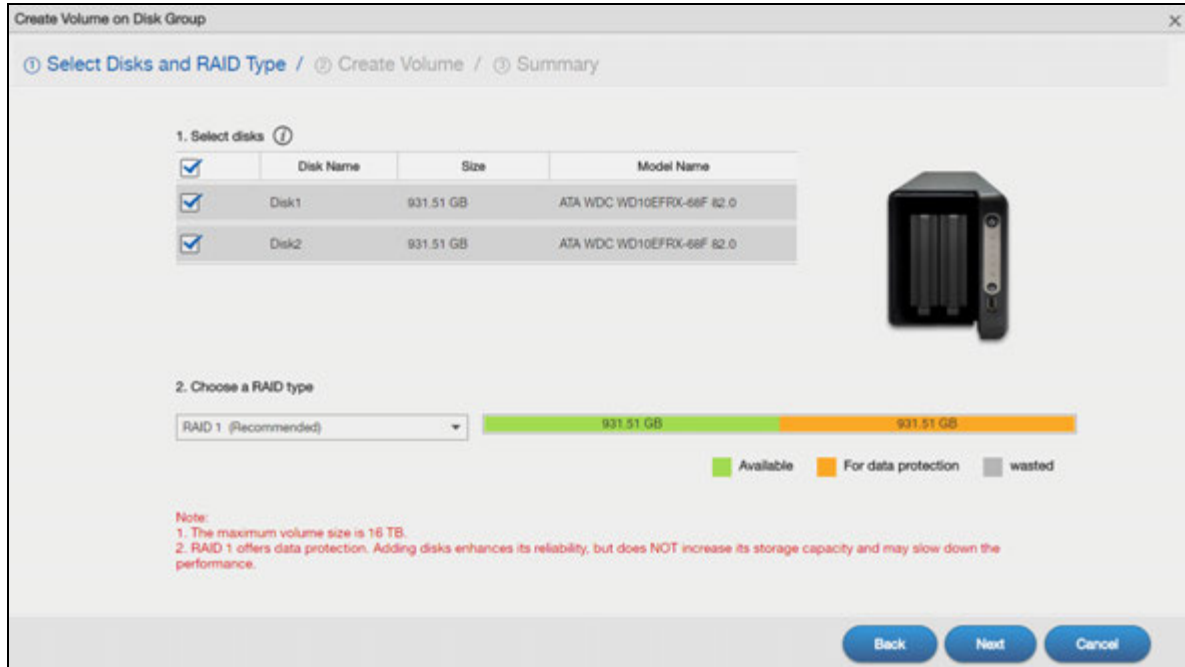 Create Volume on Disk Group
① Select Disks and RAID Type / ② Create Volume / ③ Summary
1. Select disks
Disk Name Size Model Name
Disk1 931.51 GB ATA WDC WD10EFRX-68F 82.0
Disk2 931.51 GB ATA WDC WD10EFRX-68F 82.0
2. Choose a RAID type
RAID 1 (Recommended) 931.51 GB 931.51 GB
Available For data protection wasted
Note:
1. The maximum volume size is 16 TB.
2. RAID 1 offers data protection. Adding disks enhances its reliability, but does NOT increase its storage capacity and may slow down the
performance.
Back Next Cancel